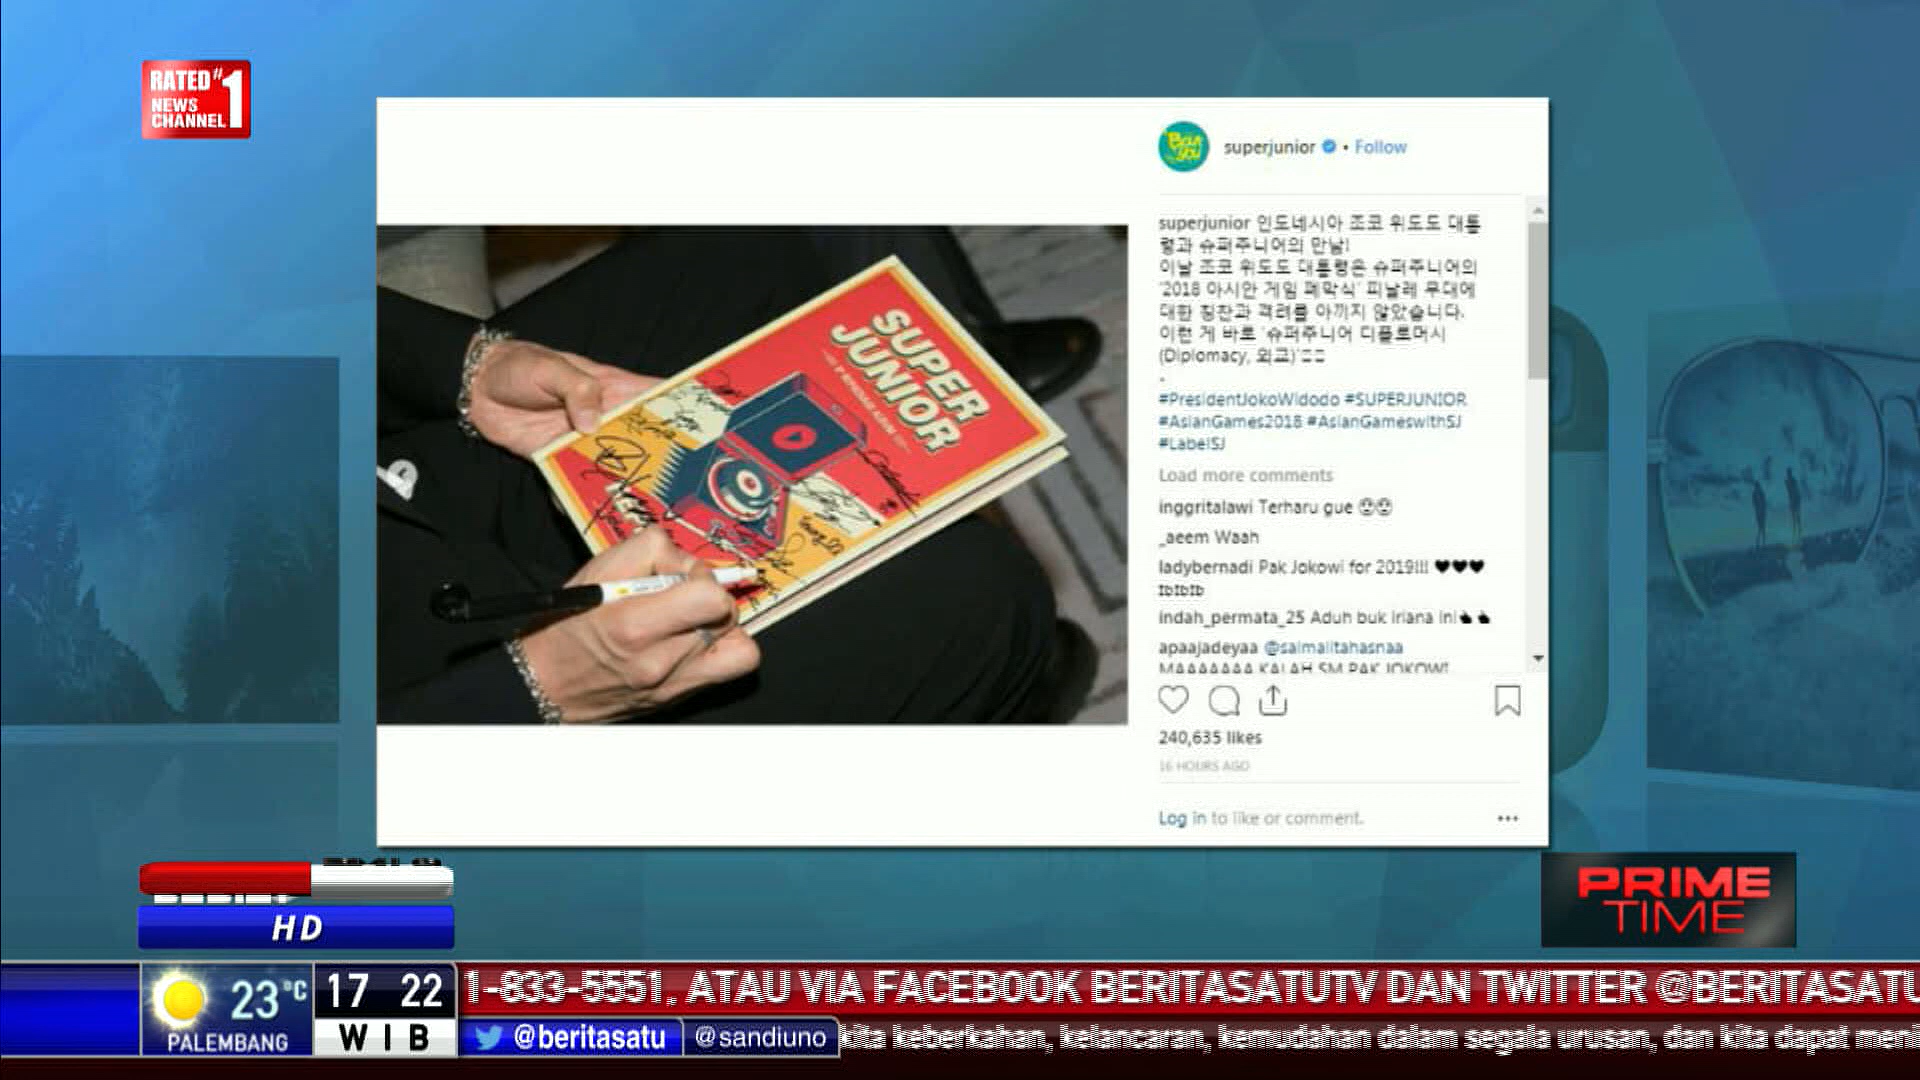 RATED #1
NEWS
CHANNEL
superjunior • Follow
superjunior 인도네시아 조코 위도도 대통
령과 슈퍼주니어의 만남!
이날 조코 위도도 대통령은 슈퍼주니어의
'2018 아시안 게임 폐막식' 피날레 무대에
대한 칭찬과 격려를 아끼지 않았습니다.
이런 게 바로 '슈퍼주니어 디플로머시
(Diplomacy, 외교)'
-
#PresidentJokoWidodo #SUPERJUNIOR
#AsianGames2018 #AsianGameswithSJ
#LabelSJ
Load more comments
inggritalawi Terharu gue
_aeem Waah
ladybernadi Pak Jokowi for 2019!!! ♥♥♥
indah_permata_25 Aduh buk iriana ini
apaajadeyaa @salmalitahasnaa
MAAAAAAA KALAH SM PAK JOKOWI
240,635 likes
16 HOURS AGO
Log in to like or comment.
SUPER
JUNIOR
HD
PRIME
TIME
23°C
PALEMBANG
17 22
WIB
1-833-5551, ATAU VIA FACEBOOK BERITASATUTV DAN TWITTER @BERITASATU
@beritasatu
@sandiuno
kita keberkahan, kelancaran, kemudahan dalam segala urusan, dan kita dapat meni